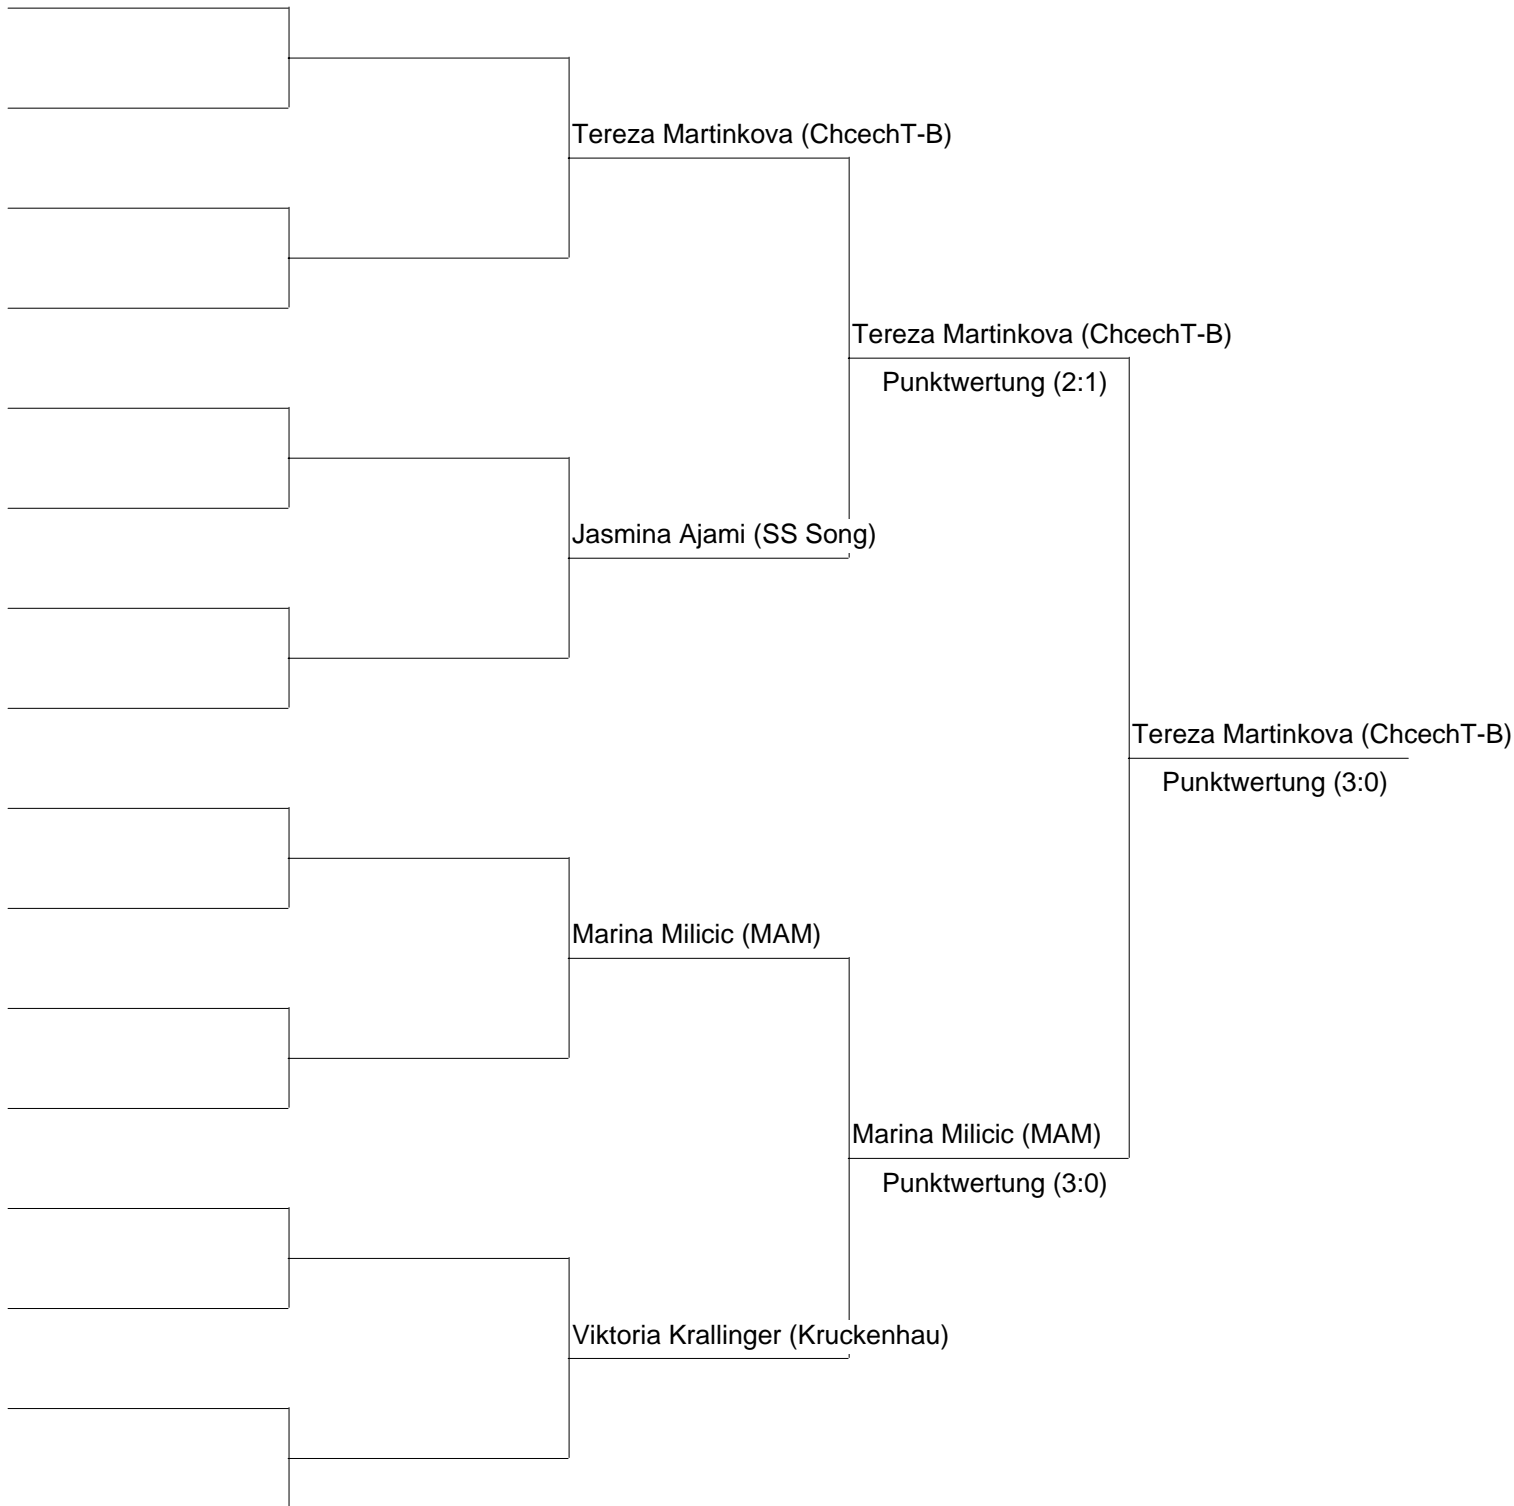 Tereza Martinkova (ChcechT-B)
Tereza Martinkova (ChcechT-B)
Punktwertung (2:1)
Jasmina Ajami (SS Song)
Tereza Martinkova (ChcechT-B)
Punktwertung (3:0)
Marina Milicic (MAM)
Marina Milicic (MAM)
Punktwertung (3:0)
Viktoria Krallinger (Kruckenhau)